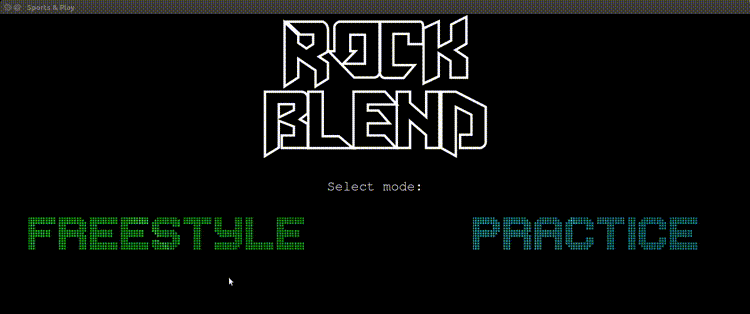 Sports & Play
ROCK
BLEND
Select mode:
FREESTYLE PRACTICE